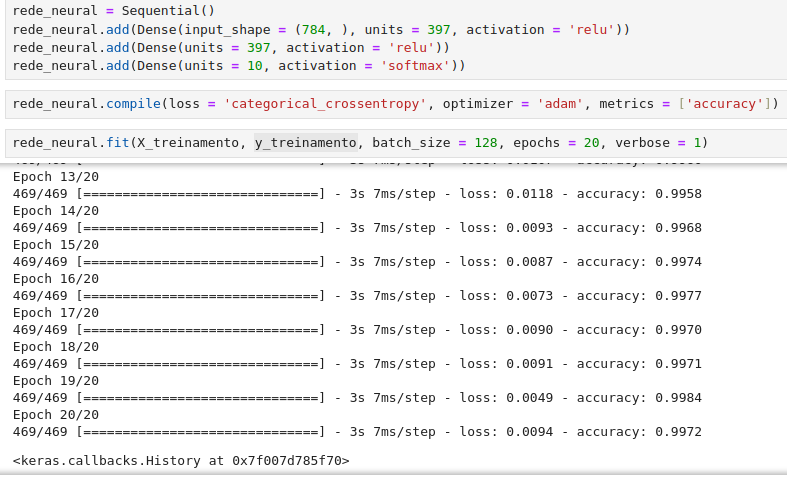 rede_neural = Sequential()
rede_neural.add(Dense(input_shape = (784, ), units = 397, activation = 'relu'))
rede_neural.add(Dense(units = 397, activation = 'relu'))
rede_neural.add(Dense(units = 10, activation = 'softmax'))
rede_neural.compile(loss = 'categorical_crossentropy', optimizer = 'adam', metrics = ['accuracy'])
rede_neural.fit(X_treinamento, y_treinamento, batch_size = 128, epochs = 20, verbose = 1)
Epoch 13/20
469/469 [==============================] - 3s 7ms/step - loss: 0.0118 - accuracy: 0.9958
Epoch 14/20
469/469 [==============================] - 3s 7ms/step - loss: 0.0093 - accuracy: 0.9968
Epoch 15/20
469/469 [==============================] - 3s 7ms/step - loss: 0.0087 - accuracy: 0.9974
Epoch 16/20
469/469 [==============================] - 3s 7ms/step - loss: 0.0073 - accuracy: 0.9977
Epoch 17/20
469/469 [==============================] - 3s 7ms/step - loss: 0.0090 - accuracy: 0.9970
Epoch 18/20
469/469 [==============================] - 3s 7ms/step - loss: 0.0091 - accuracy: 0.9971
Epoch 19/20
469/469 [==============================] - 3s 7ms/step - loss: 0.0049 - accuracy: 0.9984
Epoch 20/20
469/469 [==============================] - 3s 7ms/step - loss: 0.0094 - accuracy: 0.9972
<keras.callbacks.History at 0x7f007d785f70>